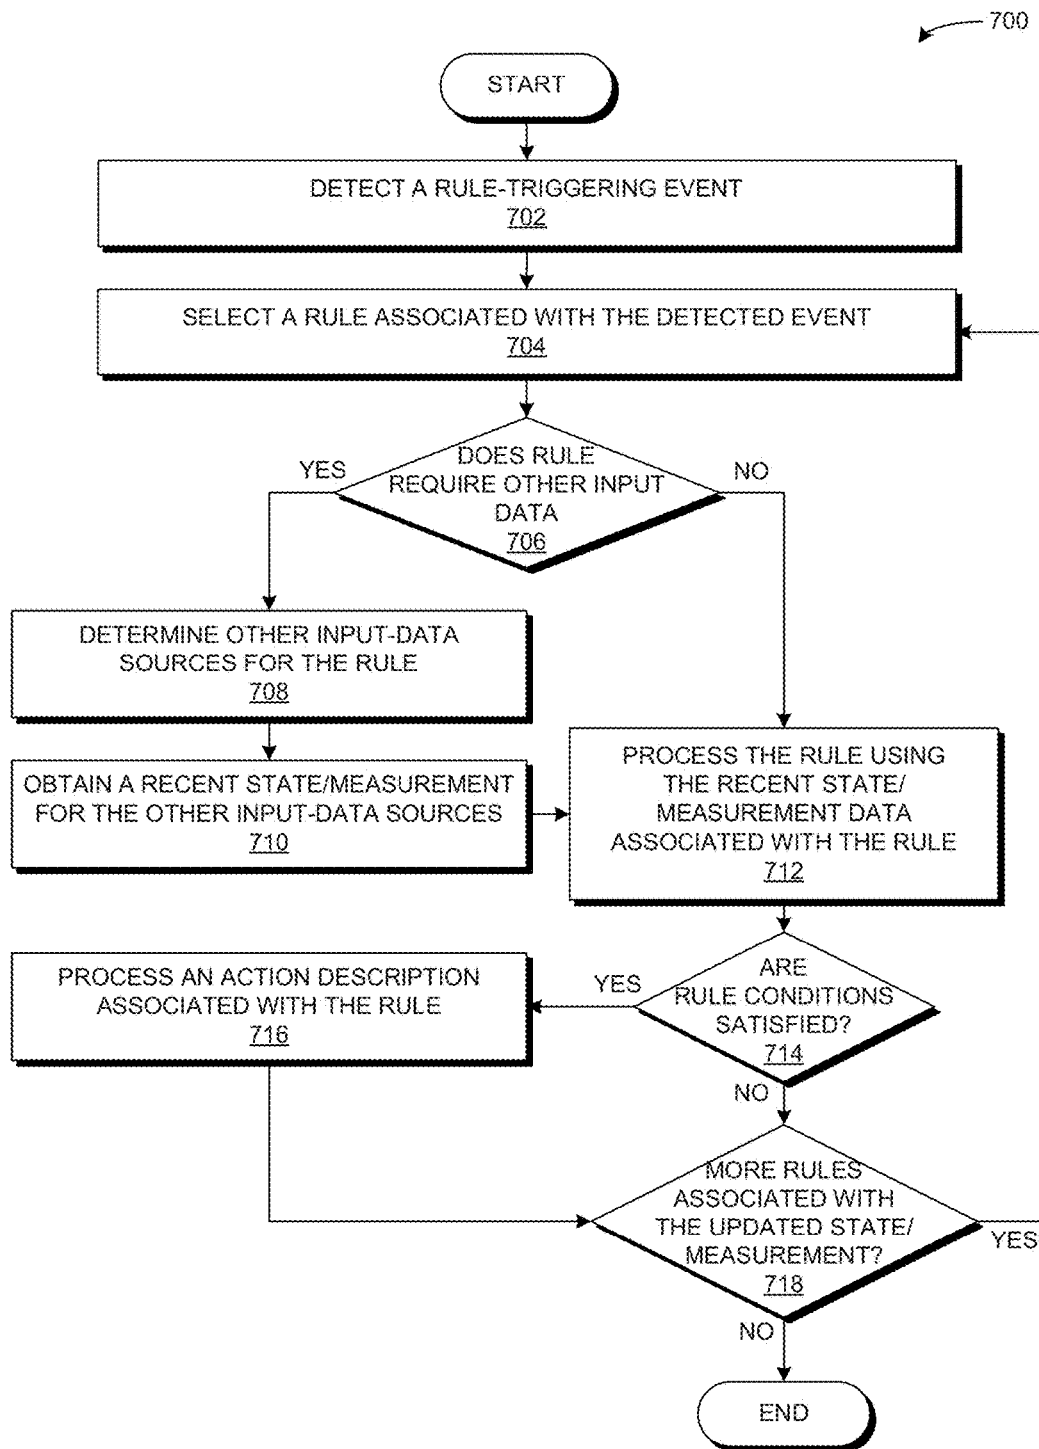 700
START
DETECT A RULE-TRIGGERING EVENT
702
SELECT A RULE ASSOCIATED WITH THE DETECTED EVENT
704
DOES RULE
REQUIRE OTHER INPUT
DATA
706
YES
NO
DETERMINE OTHER INPUT-DATA
SOURCES FOR THE RULE
708
OBTAIN A RECENT STATE/MEASUREMENT
FOR THE OTHER INPUT-DATA SOURCES
710
PROCESS THE RULE USING
THE RECENT STATE/
MEASUREMENT DATA
ASSOCIATED WITH THE RULE
712
ARE
RULE CONDITIONS
SATISFIED?
714
YES
NO
PROCESS AN ACTION DESCRIPTION
ASSOCIATED WITH THE RULE
716
MORE RULES
ASSOCIATED WITH
THE UPDATED STATE/
MEASUREMENT?
718
YES
NO
END